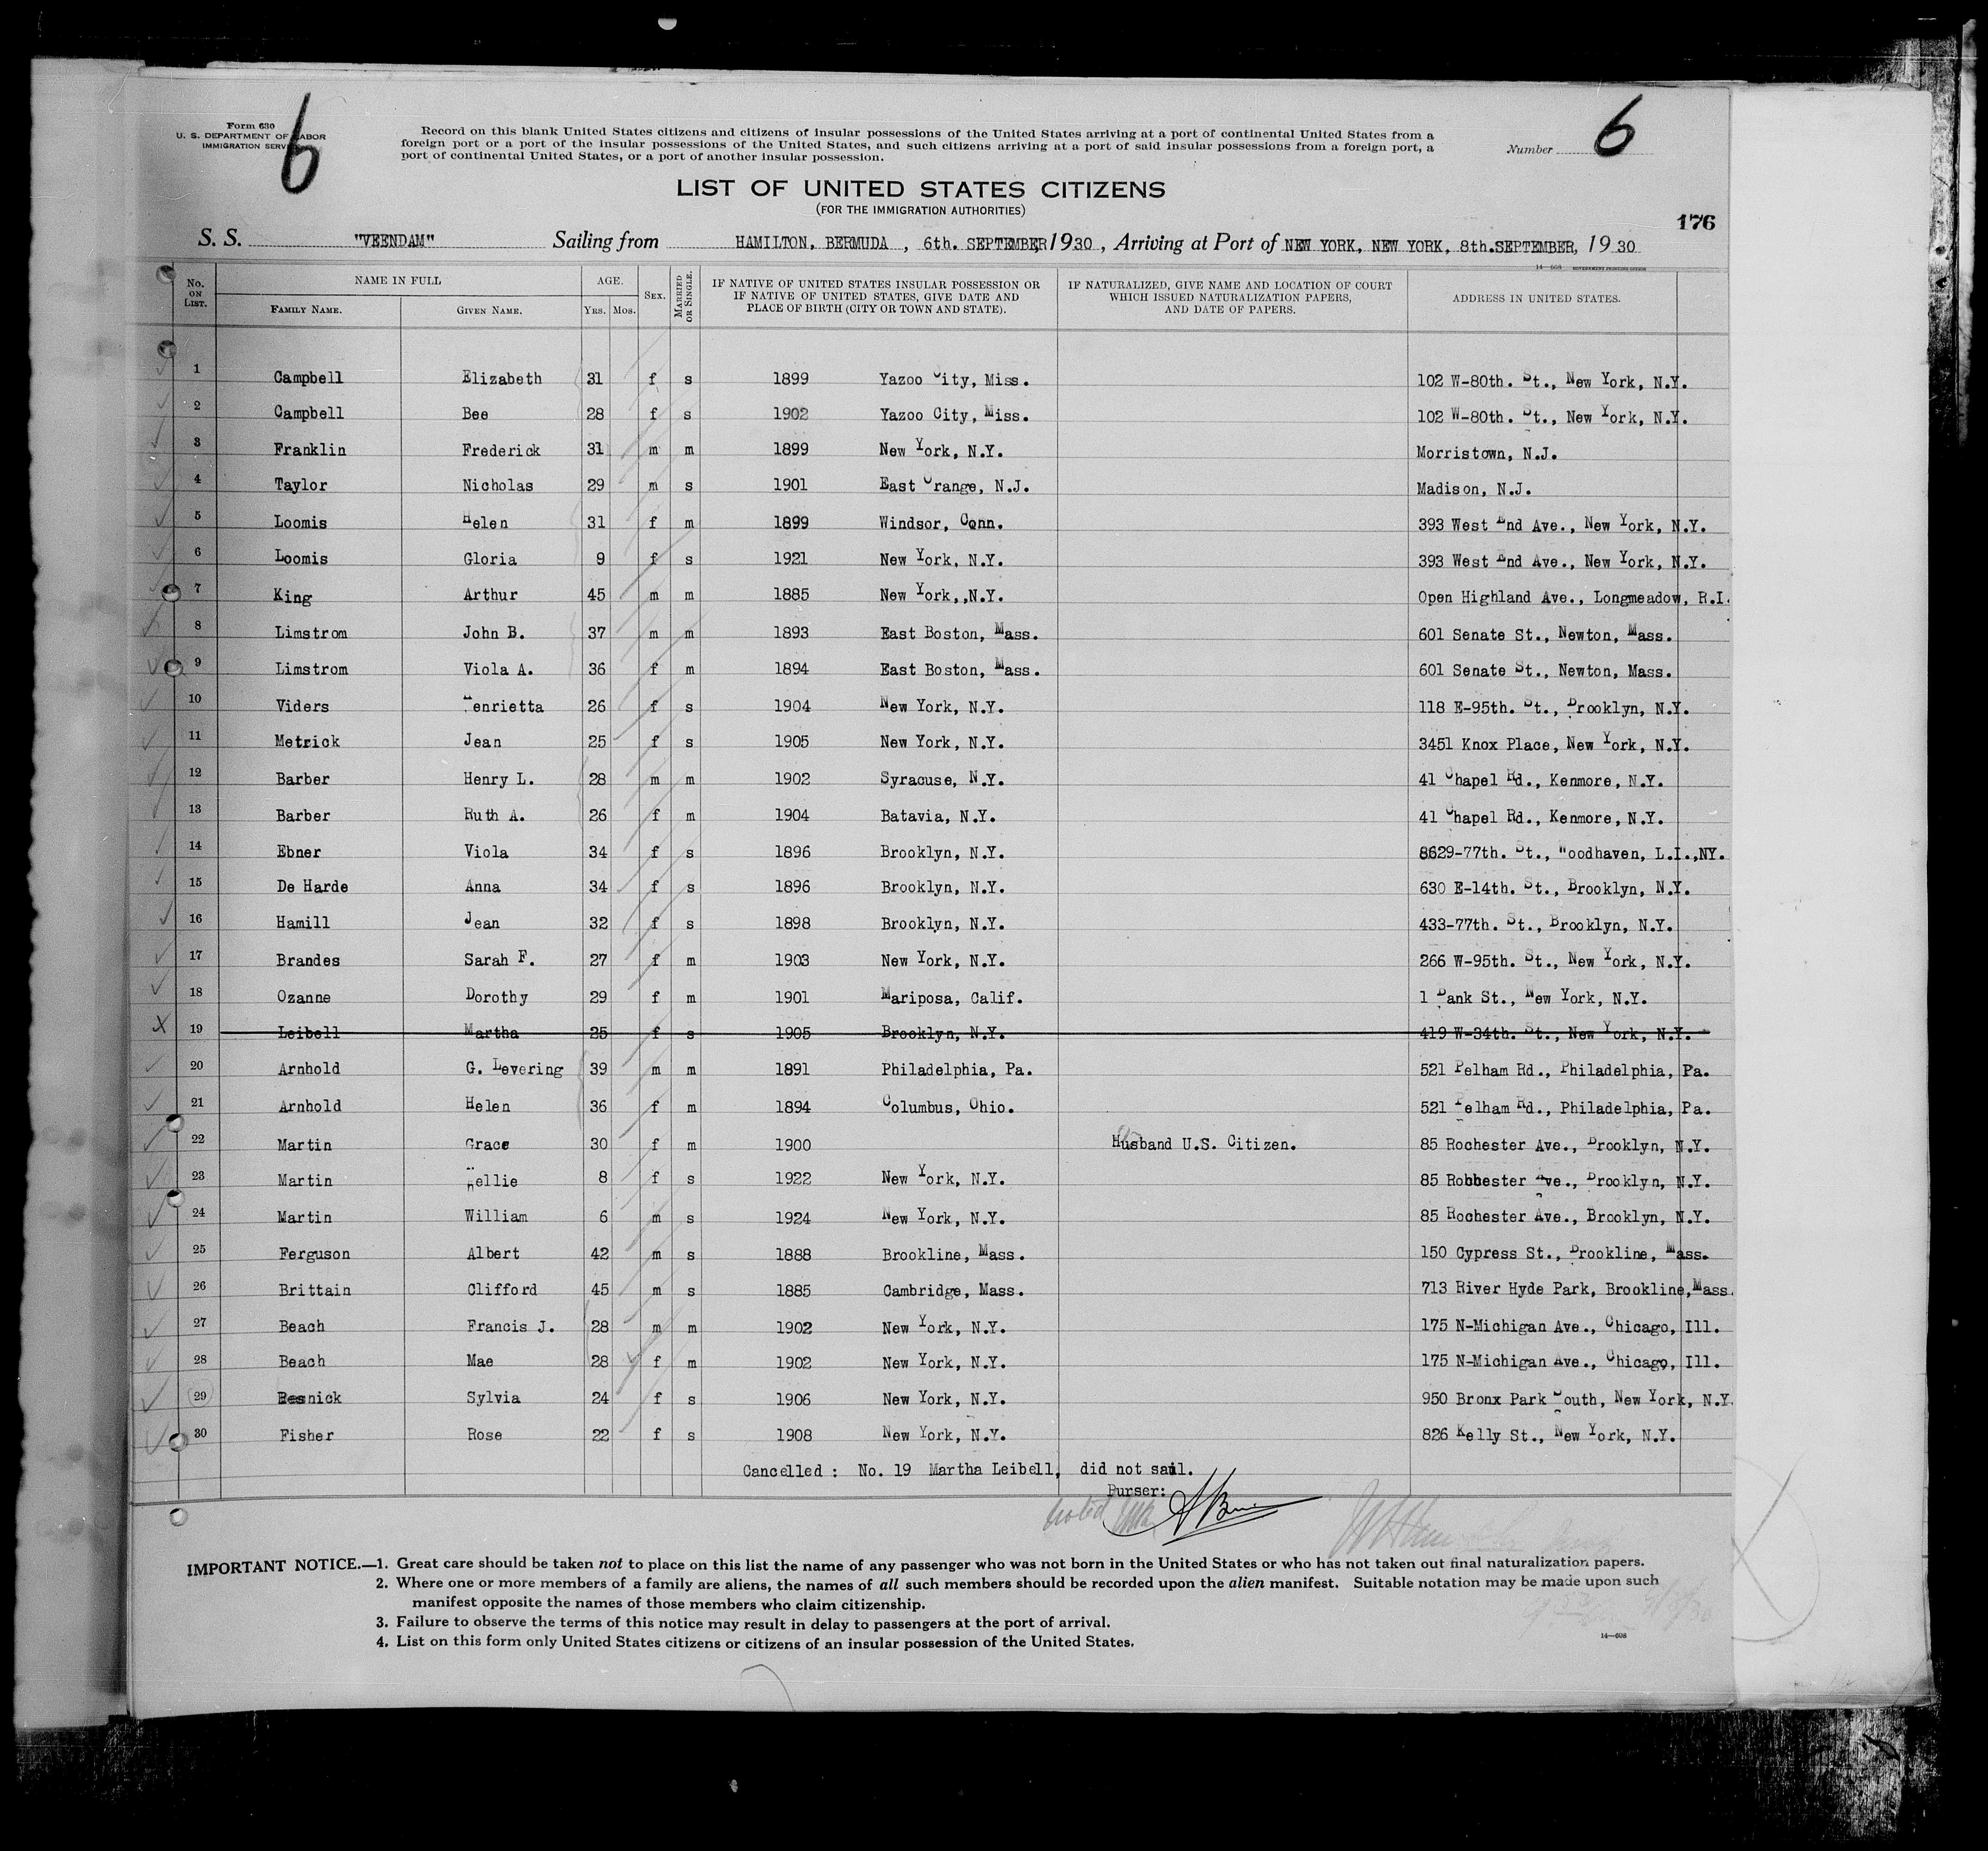 Form 630
U. S. DEPARTMENT OF LABOR
IMMIGRATION SERVICE
6
Record on this blank United States citizens and citizens of insular possessions of the United States arriving at a port of continental United States from a
foreign port or a port of the insular possessions of the United States, and such citizens arriving at a port of said insular possessions from a foreign port, a
port of continental United States, or a port of another insular possession.
Number 6
LIST OF UNITED STATES CITIZENS
(FOR THE IMMIGRATION AUTHORITIES)
176
S. S. "VEENDAM" Sailing from HAMILTON, BERMUDA, 6th. SEPTEMBER, 1930, Arriving at Port of NEW YORK, NEW YORK, 8th.SEPTEMBER, 1930
14—608 GOVERNMENT PRINTING OFFICE
No. ON LIST. NAME IN FULL FAMILY NAME. GIVEN NAME. AGE. YRS. MOS. SEX. MARRIED OR SINGLE. IF NATIVE OF UNITED STATES INSULAR POSSESSION OR IF NATIVE OF UNITED STATES, GIVE DATE AND PLACE OF BIRTH (CITY OR TOWN AND STATE). IF NATURALIZED, GIVE NAME AND LOCATION OF COURT WHICH ISSUED NATURALIZATION PAPERS, AND DATE OF PAPERS. ADDRESS IN UNITED STATES.
1 Campbell Elizabeth 31 f s 1899 Yazoo City, Miss. 102 W-80th. St., New York, N.Y.
2 Campbell Bee 28 f s 1902 Yazoo City, Miss. 102 W-80th. St., New York, N.Y.
3 Franklin Frederick 31 m m 1899 New York, N.Y. Morristown, N.J.
4 Taylor Nicholas 29 m s 1901 East Orange, N.J. Madison, N.J.
5 Loomis Helen 31 f m 1899 Windsor, Conn. 393 West End Ave., New York, N.Y.
6 Loomis Gloria 9 f s 1921 New York, N.Y. 393 West End Ave., New York, N.Y.
7 King Arthur 45 m m 1885 New York,,N.Y. Open Highland Ave., Longmeadow, R.I.
8 Limstrom John B. 37 m m 1893 East Boston, Mass. 601 Senate St., Newton, Mass.
9 Limstrom Viola A. 36 f m 1894 East Boston, Mass. 601 Senate St., Newton, Mass.
10 Viders Henrietta 26 f s 1904 New York, N.Y. 118 E-95th. St., Brooklyn, N.Y.
11 Metrick Jean 25 f s 1905 New York, N.Y. 3451 Knox Place, New York, N.Y.
12 Barber Henry L. 28 m m 1902 Syracuse, N.Y. 41 Chapel Rd., Kenmore, N.Y.
13 Barber Ruth A. 26 f m 1904 Batavia, N.Y. 41 Chapel Rd., Kenmore, N.Y.
14 Ebner Viola 34 f s 1896 Brooklyn, N.Y. 8629-77th. St., Woodhaven, L.I.,NY.
15 De Harde Anna 34 f s 1896 Brooklyn, N.Y. 630 E-14th. St., Brooklyn, N.Y.
16 Hamill Jean 32 f s 1898 Brooklyn, N.Y. 433-77th. St., Brooklyn, N.Y.
17 Brandes Sarah F. 27 f m 1903 New York, N.Y. 266 W-95th. St., New York, N.Y.
18 Ozanne Dorothy 29 f m 1901 Mariposa, Calif. 1 Bank St., New York, N.Y.
19 Leibell Martha 25 f s 1905 Brooklyn, N.Y. 419 W-34th. St., New York, N.Y.
20 Arnhold G. Levering 39 m m 1891 Philadelphia, Pa. 521 Pelham Rd., Philadelphia, Pa.
21 Arnhold Helen 36 f m 1894 Columbus, Ohio. 521 Pelham Rd., Philadelphia, Pa.
22 Martin Grace 30 f m 1900 Husband U.S. Citizen. 85 Rochester Ave., Brooklyn, N.Y.
23 Martin Nellie 8 f s 1922 New York, N.Y. 85 Rochester Ave., Brooklyn, N.Y.
24 Martin William 6 m s 1924 New York, N.Y. 85 Rochester Ave., Brooklyn, N.Y.
25 Ferguson Albert 42 m s 1888 Brookline, Mass. 150 Cypress St., Brookline, Mass.
26 Brittain Clifford 45 m s 1885 Cambridge, Mass. 713 River Hyde Park, Brookline,Mass.
27 Beach Francis J. 28 m m 1902 New York, N.Y. 175 N-Michigan Ave., Chicago, Ill.
28 Beach Mae 28 f m 1902 New York, N.Y. 175 N-Michigan Ave., Chicago, Ill.
29 Resnick Sylvia 24 f s 1906 New York, N.Y. 950 Bronx Park South, New York, N.Y.
30 Fisher Rose 22 f s 1908 New York, N.Y. 826 Kelly St., New York, N.Y.
Cancelled : No. 19 Martha Leibell, did not sail.
Purser:
noted
IMPORTANT NOTICE.—1. Great care should be taken not to place on this list the name of any passenger who was not born in the United States or who has not taken out final naturalization papers.
2. Where one or more members of a family are aliens, the names of all such members should be recorded upon the alien manifest. Suitable notation may be made upon such
manifest opposite the names of those members who claim citizenship.
3. Failure to observe the terms of this notice may result in delay to passengers at the port of arrival.
4. List on this form only United States citizens or citizens of an insular possession of the United States.
14—608